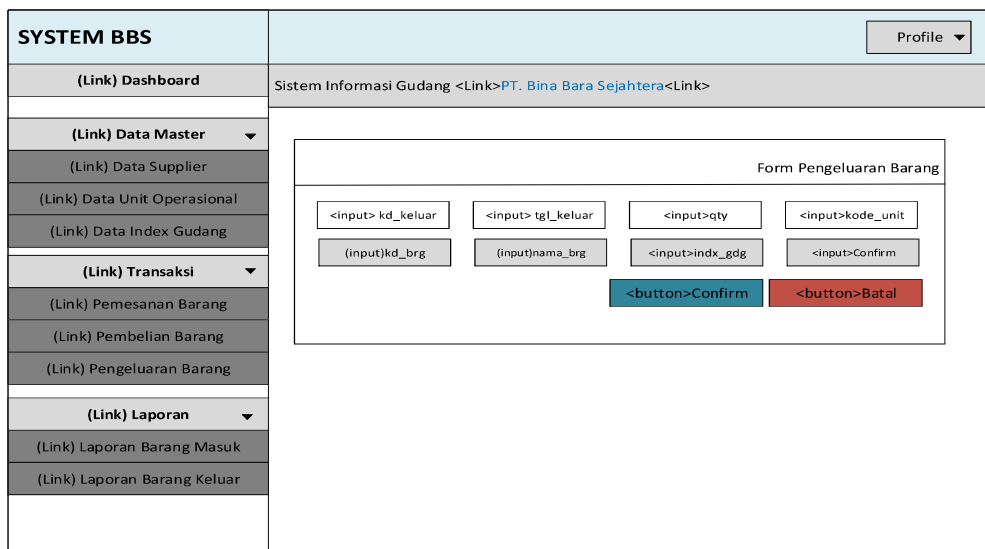 SYSTEM BBS
Profile
(Link) Dashboard
Sistem Informasi Gudang <Link>PT. Bina Bara Sejahtera<Link>
(Link) Data Master
(Link) Data Supplier
(Link) Data Unit Operasional
(Link) Data Index Gudang
(Link) Transaksi
(Link) Pemesanan Barang
(Link) Pembelian Barang
(Link) Pengeluaran Barang
(Link) Laporan
(Link) Laporan Barang Masuk
(Link) Laporan Barang Keluar
Form Pengeluaran Barang
<input> kd_keluar <input> tgl_keluar <input>qty <input>kode_unit
(input)kd_brg (input)nama_brg <input>indx_gdg <input>Confirm
<button>Confirm <button>Batal